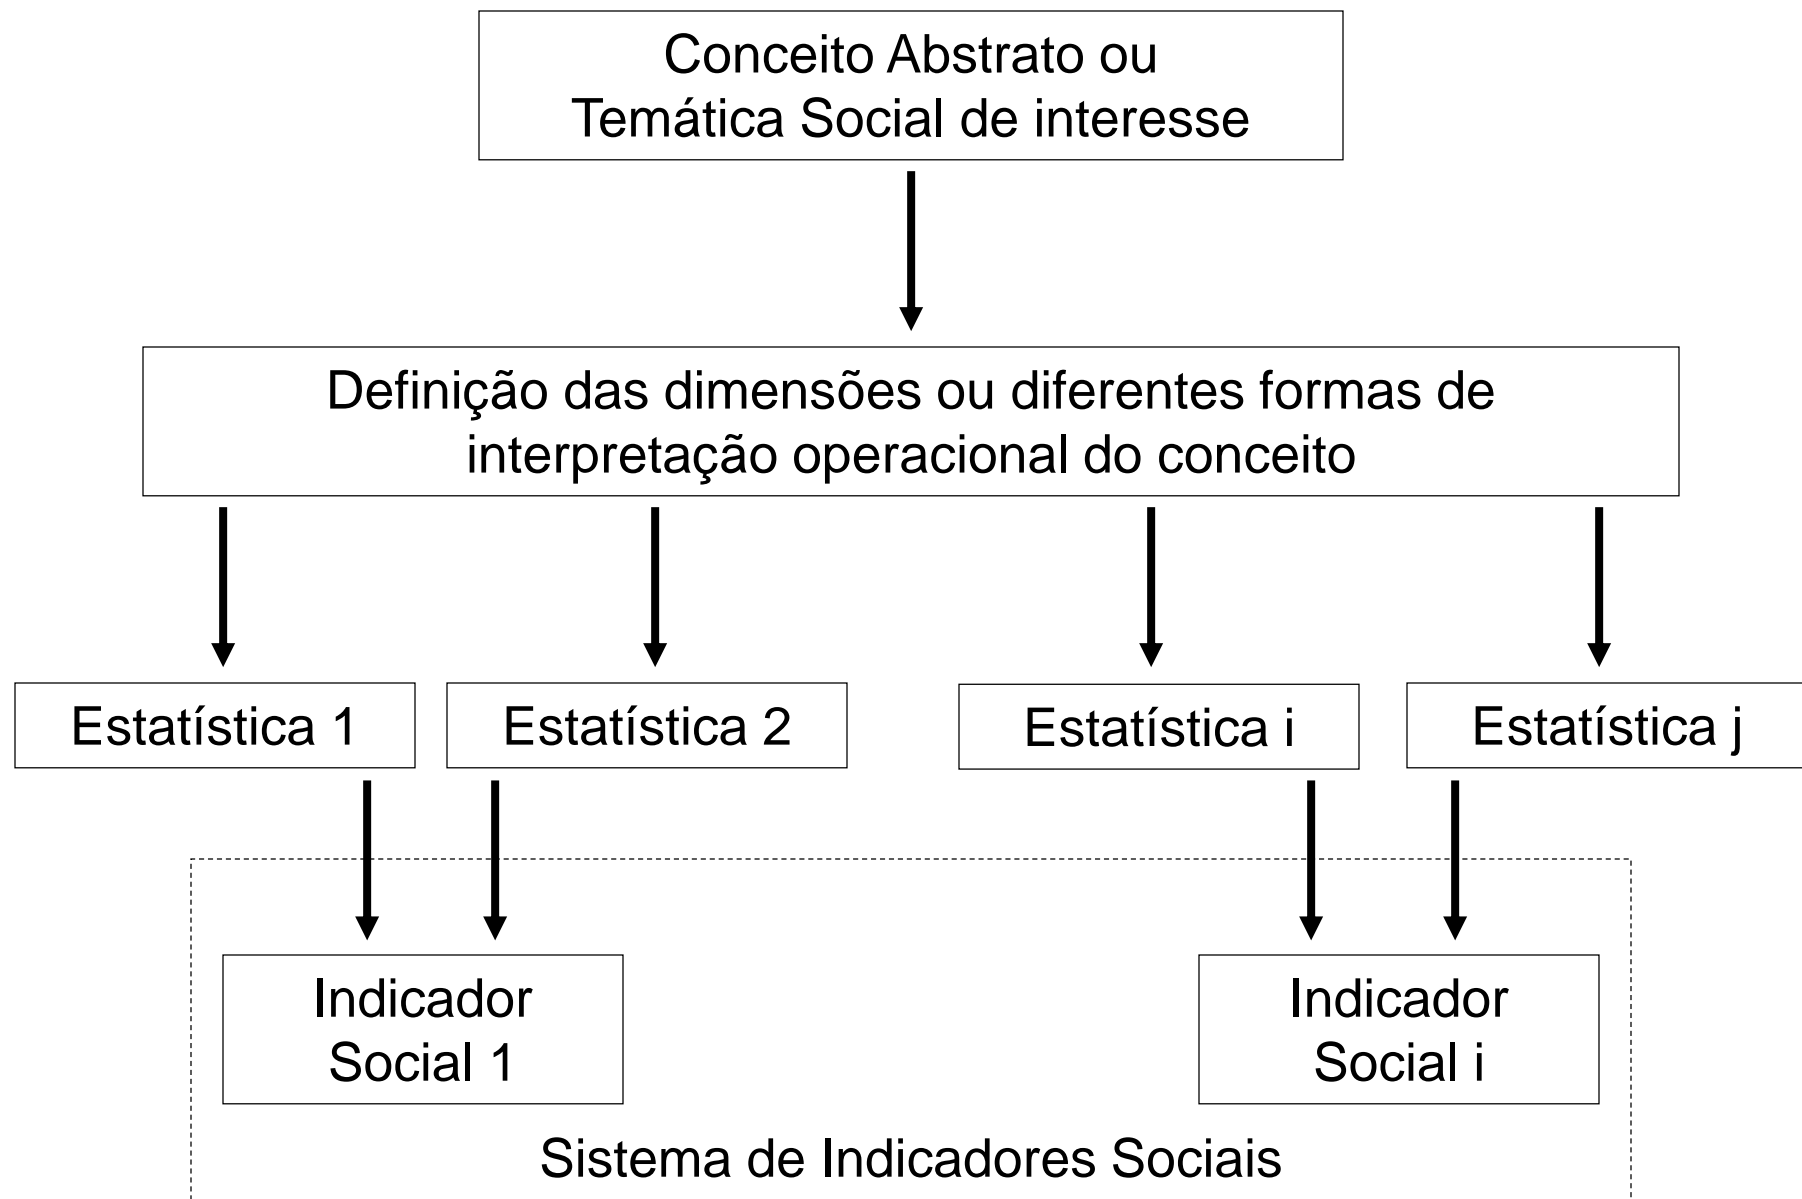 Conceito Abstrato ou
Temática Social de interesse
Definição das dimensões ou diferentes formas de
interpretação operacional do conceito
Estatística 1
Estatística 2
Estatística i
Estatística j
Indicador
Social 1
Indicador
Social i
Sistema de Indicadores Sociais